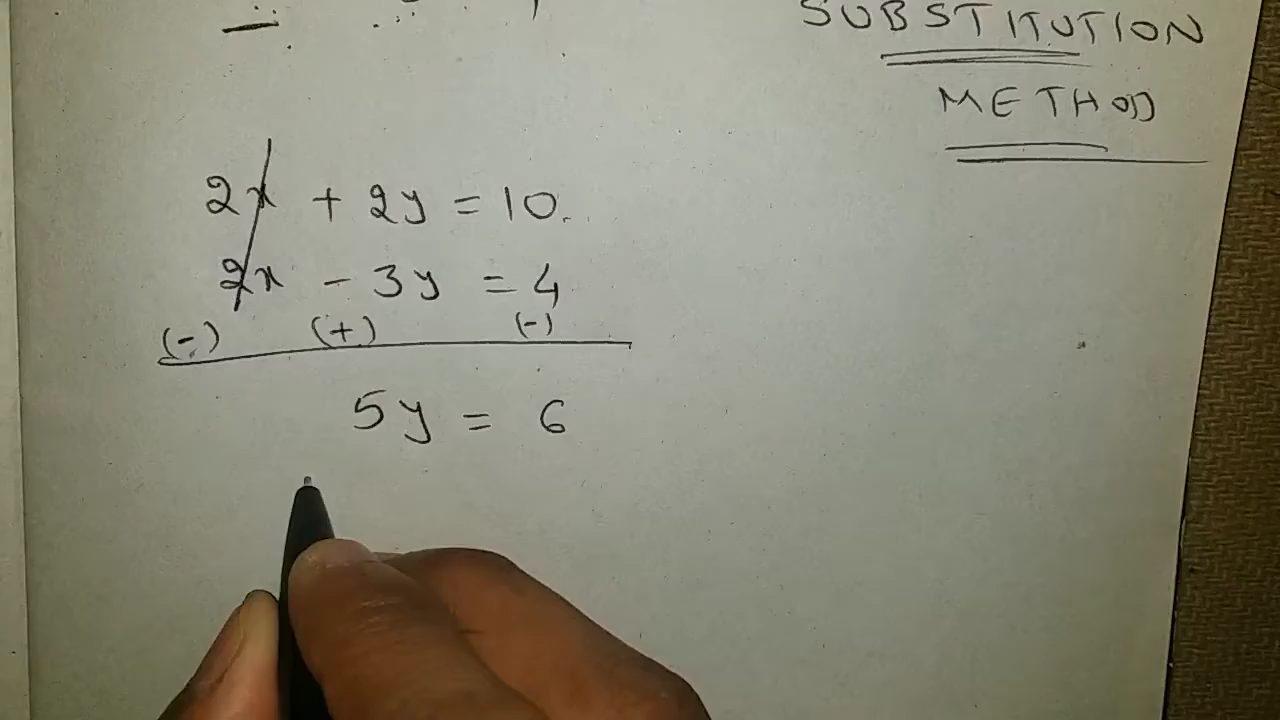 SUBSTITUTION
METHOD
2x + 2y = 10.
2x - 3y = 4
(-) (+) (-)
5y = 6